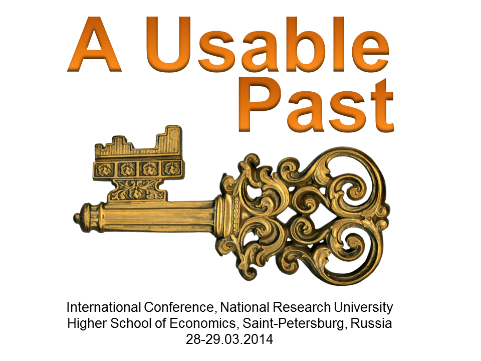 A Usable
Past
International Conference, National Research University
Higher School of Economics, Saint-Petersburg, Russia
28-29.03.2014